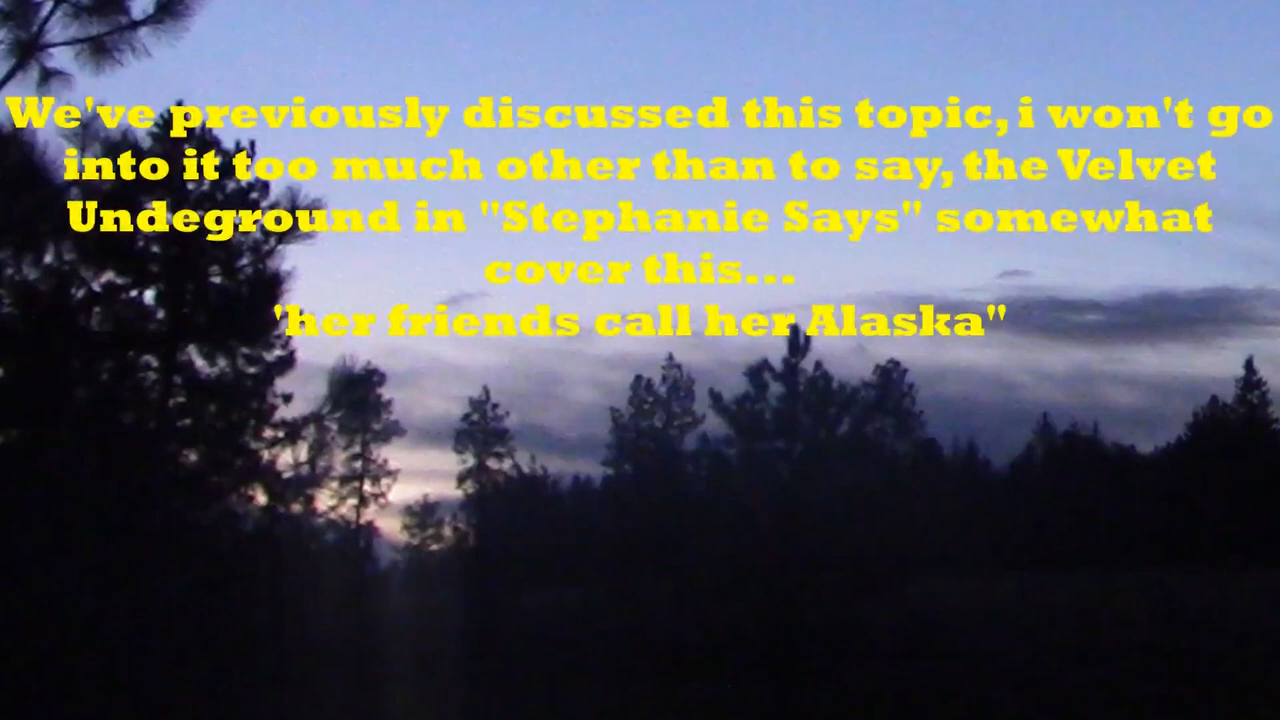 We've previously discussed this topic, i won't go
into it too much other than to say, the Velvet
Undeground in "Stephanie Says" somewhat
cover this...
'her friends call her Alaska"